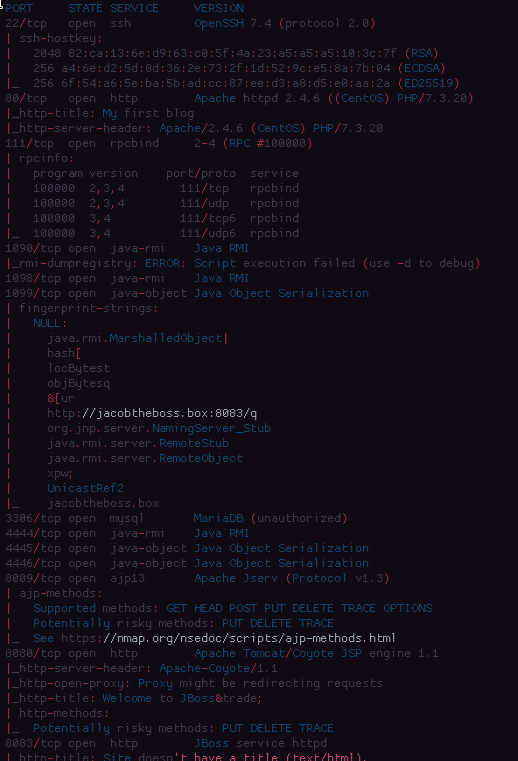 PORT     STATE SERVICE     VERSION
22/tcp   open  ssh         OpenSSH 7.4 (protocol 2.0)
| ssh-hostkey:
|   2048 82:ca:13:6e:d9:63:c0:5f:4a:23:a5:a5:a5:10:3c:7f (RSA)
|   256 a4:6e:d2:5d:0d:36:2e:73:2f:1d:52:9c:e5:8a:7b:04 (ECDSA)
|_  256 6f:54:a6:5e:ba:5b:ad:cc:87:ee:d3:a8:d5:e0:aa:2a (ED25519)
80/tcp   open  http        Apache httpd 2.4.6 ((CentOS) PHP/7.3.20)
|_http-title: My first blog
|_http-server-header: Apache/2.4.6 (CentOS) PHP/7.3.20
111/tcp  open  rpcbind     2-4 (RPC #100000)
| rpcinfo:
|   program version    port/proto  service
|   100000  2,3,4        111/tcp   rpcbind
|   100000  2,3,4        111/udp   rpcbind
|   100000  3,4          111/tcp6  rpcbind
|_  100000  3,4          111/udp6  rpcbind
1090/tcp open  java-rmi    Java RMI
|_rmi-dumpregistry: ERROR: Script execution failed (use -d to debug)
1098/tcp open  java-rmi    Java RMI
1099/tcp open  java-object Java Object Serialization
| fingerprint-strings:
|   NULL:
|     java.rmi.MarshalledObject|
|     hash[
|     locBytest
|     objBytesq
|     &[ur
|     http://jacobtheboss.box:8083/q
|     org.jnp.server.NamingServer_Stub
|     java.rmi.server.RemoteStub
|     java.rmi.server.RemoteObject
|     xpw;
|     UnicastRef2
|_    jacobtheboss.box
3306/tcp open  mysql       MariaDB (unauthorized)
4444/tcp open  java-rmi    Java RMI
4445/tcp open  java-object Java Object Serialization
4446/tcp open  java-object Java Object Serialization
8009/tcp open  ajp13       Apache Jserv (Protocol v1.3)
| ajp-methods:
|   Supported methods: GET HEAD POST PUT DELETE TRACE OPTIONS
|   Potentially risky methods: PUT DELETE TRACE
|_  See https://nmap.org/nsedoc/scripts/ajp-methods.html
8080/tcp open  http        Apache Tomcat/Coyote JSP engine 1.1
|_http-server-header: Apache-Coyote/1.1
|_http-open-proxy: Proxy might be redirecting requests
|_http-title: Welcome to JBoss&trade;
| http-methods:
|_  Potentially risky methods: PUT DELETE TRACE
8083/tcp open  http        JBoss service httpd
|_http-title: Site doesn't have a title (text/html).